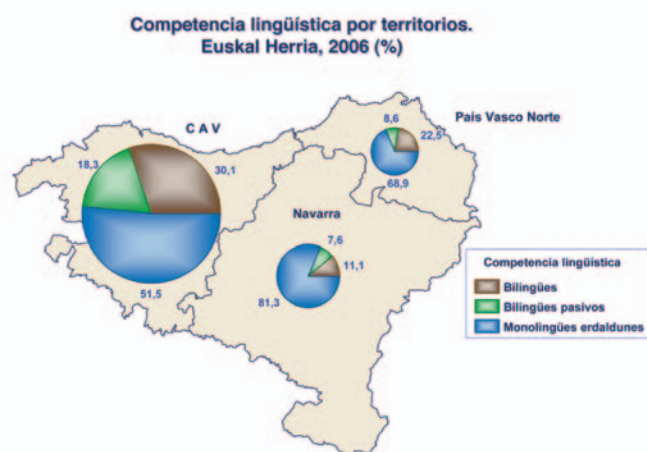 Competencia lingüística por territorios.
Euskal Herria, 2006 (%)
8,6
País Vasco Norte
C A V
22,5
18,3
30,1
68,9
Navarra
7,6
11,1
Competencia lingüística
Bilingües
Bilingües pasivos
Monolingües erdaldunes
51,5
81,3